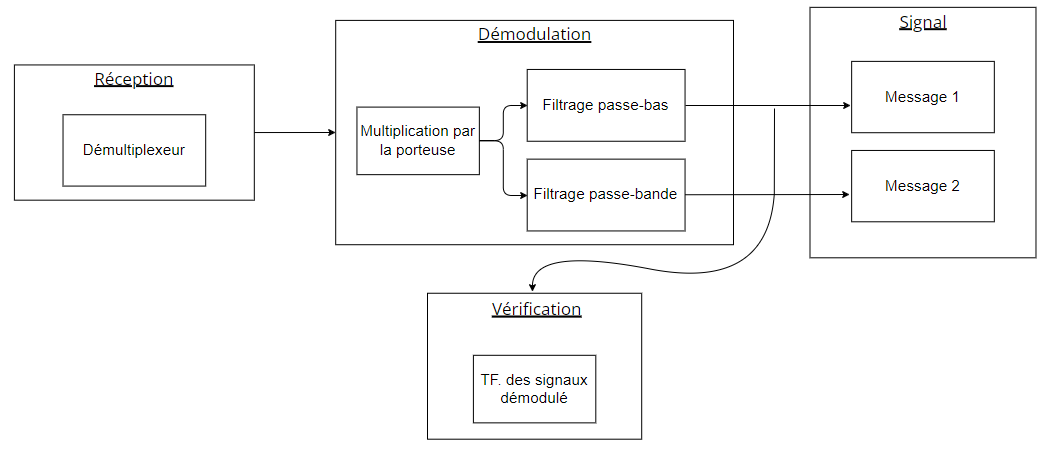 Réception
Démultiplexeur
Démodulation
Multiplication par
la porteuse
Filtrage passe-bas
Filtrage passe-bande
Signal
Message 1
Message 2
Vérification
TF. des signaux
démodulé